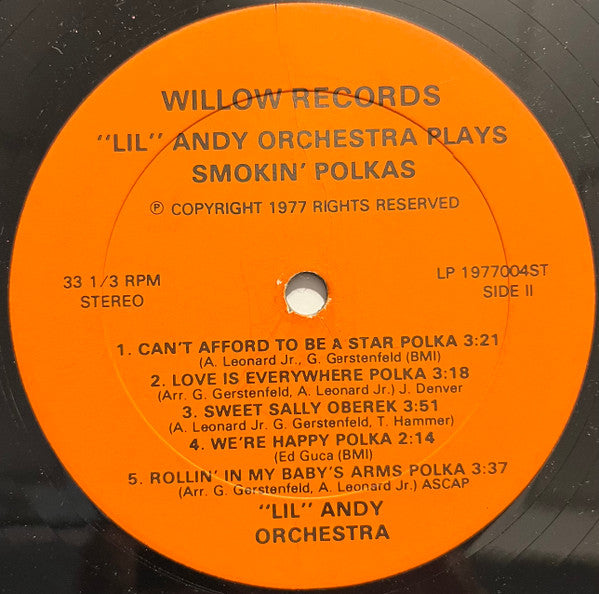 WILLOW RECORDS
"LIL" ANDY ORCHESTRA PLAYS
SMOKIN' POLKAS
Ⓟ COPYRIGHT 1977 RIGHTS RESERVED
33 1/3 RPM
STEREO
LP 1977004ST
SIDE II
1. CAN'T AFFORD TO BE A STAR POLKA 3:21
(A. Leonard Jr., G. Gerstenfeld (BMI)
2. LOVE IS EVERYWHERE POLKA 3:18
(Arr. G. Gerstenfeld, A. Leonard Jr.) J. Denver
3. SWEET SALLY OBEREK 3:51
(A. Leonard Jr. G. Gerstenfeld, T. Hammer)
4. WE'RE HAPPY POLKA 2:14
(Ed Guca (BMI)
5. ROLLIN' IN MY BABY'S ARMS POLKA 3:37
(Arr. G. Gerstenfeld, A. Leonard Jr.) ASCAP
"LIL" ANDY
ORCHESTRA